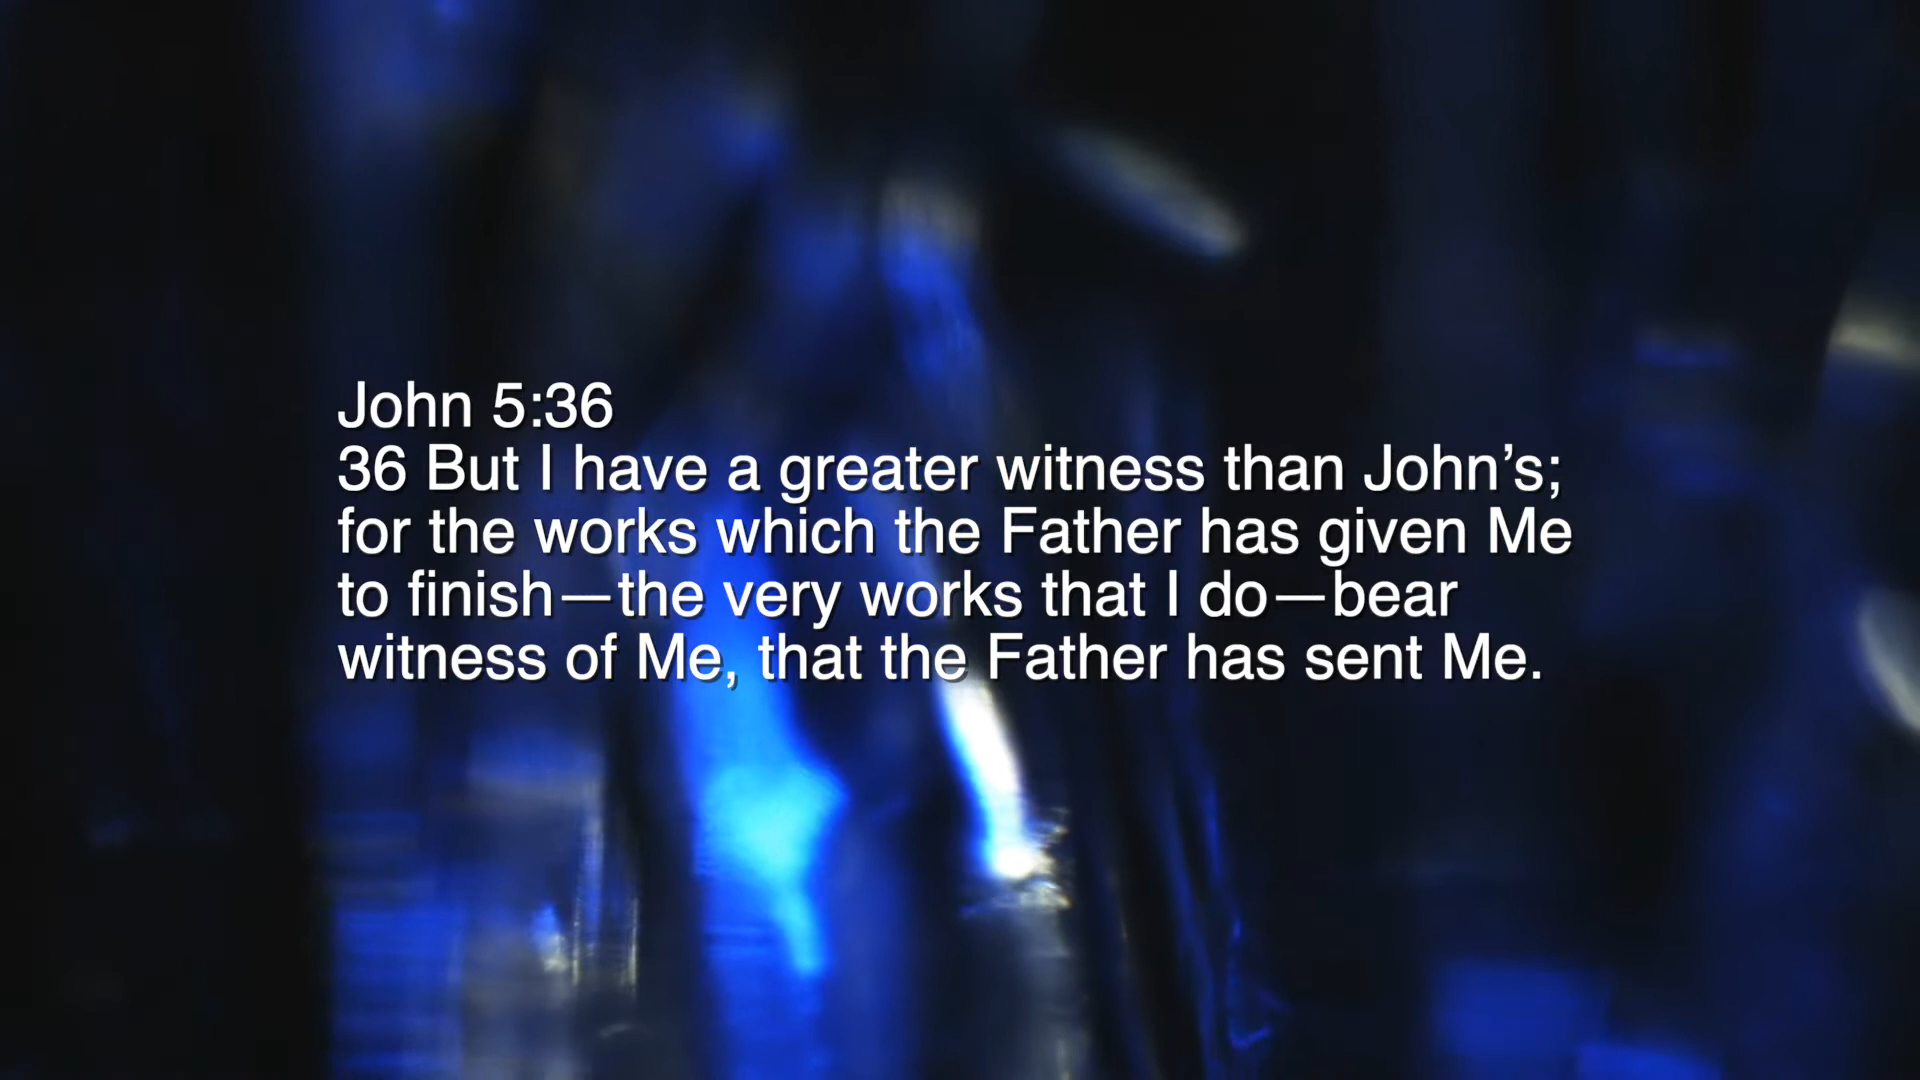 John 5:36
36 But I have a greater witness than John’s;
for the works which the Father has given Me
to finish—the very works that I do—bear
witness of Me, that the Father has sent Me.